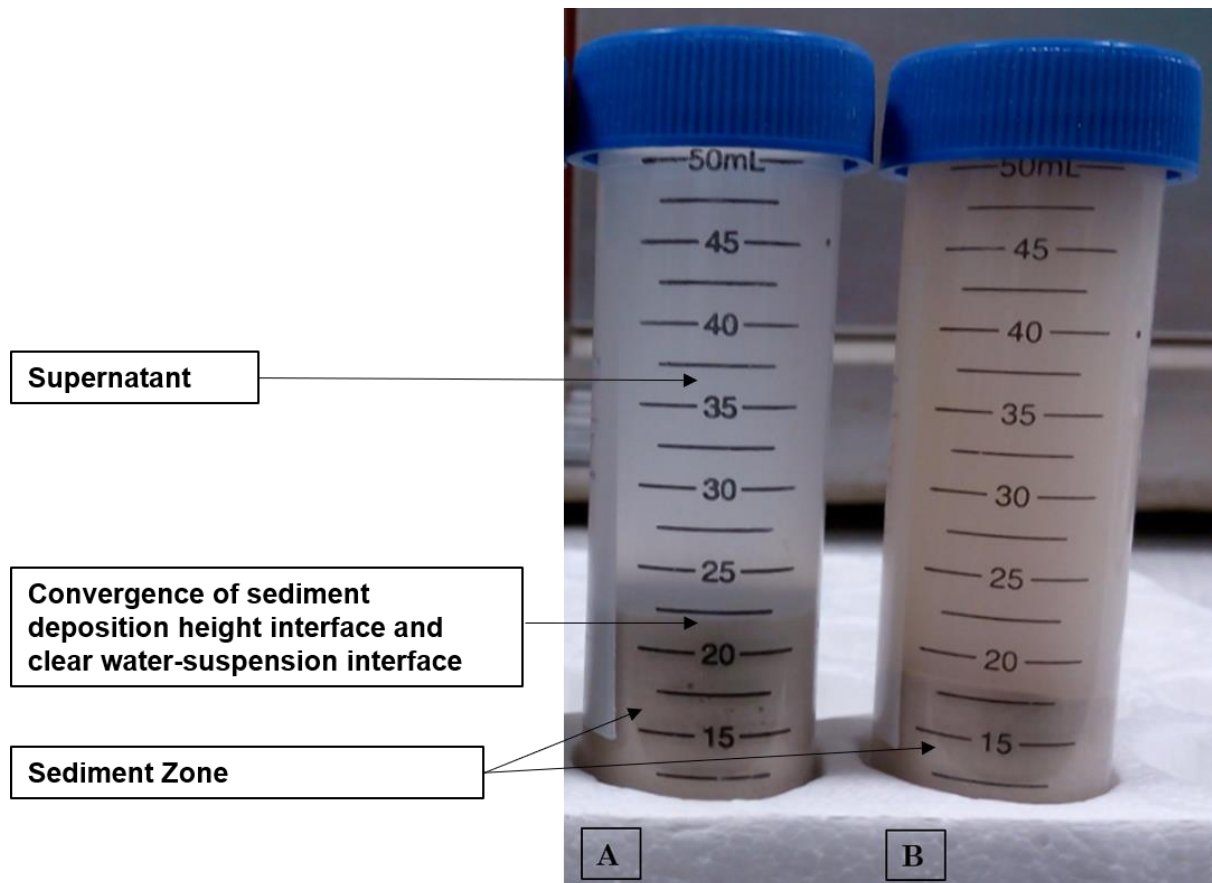 Supernatant
Convergence of sediment
deposition height interface and
clear water-suspension interface
Sediment Zone
50mL
45
40
35
30
25
20
15
A
50mL
45
40
35
30
25
20
15
B